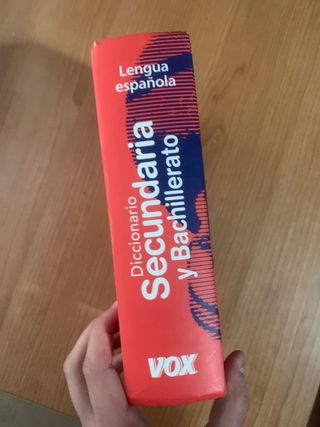 Lengua
española
Diccionario
Secundaria
y Bachillerato
VOX